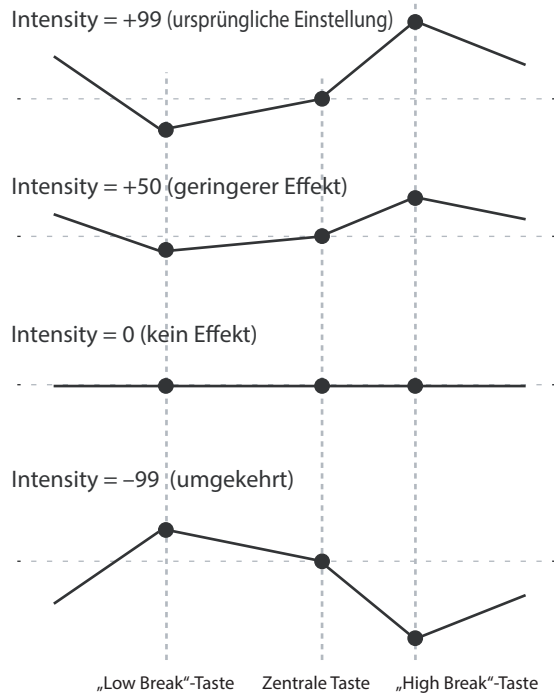 Intensity = +99 (ursprüngliche Einstellung)
Intensity = +50 (geringerer Effekt)
Intensity = 0 (kein Effekt)
Intensity = –99 (umgekehrt)
„Low Break“-Taste Zentrale Taste „High Break“-Taste